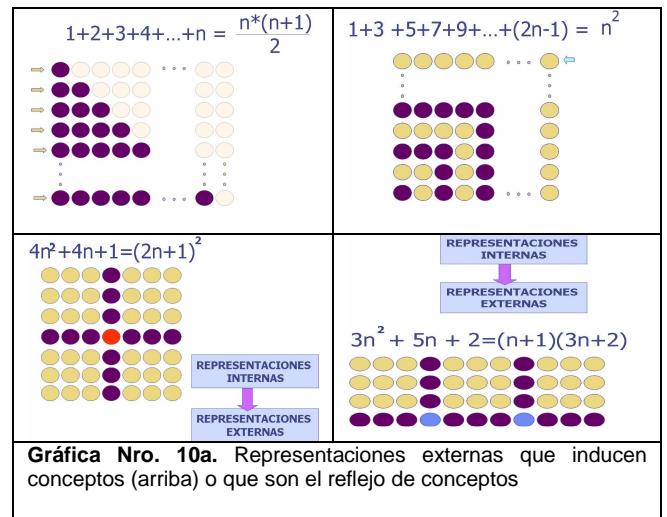 1+2+3+4+...+n = n*(n+1)/2
1+3 +5+7+9+...+(2n-1) = n²
4n²+4n+1=(2n+1)²
REPRESENTACIONES
INTERNAS
REPRESENTACIONES
EXTERNAS
REPRESENTACIONES
INTERNAS
REPRESENTACIONES
EXTERNAS
3n² + 5n + 2=(n+1)(3n+2)
Gráfica Nro. 10a. Representaciones externas que inducen
conceptos (arriba) o que son el reflejo de conceptos